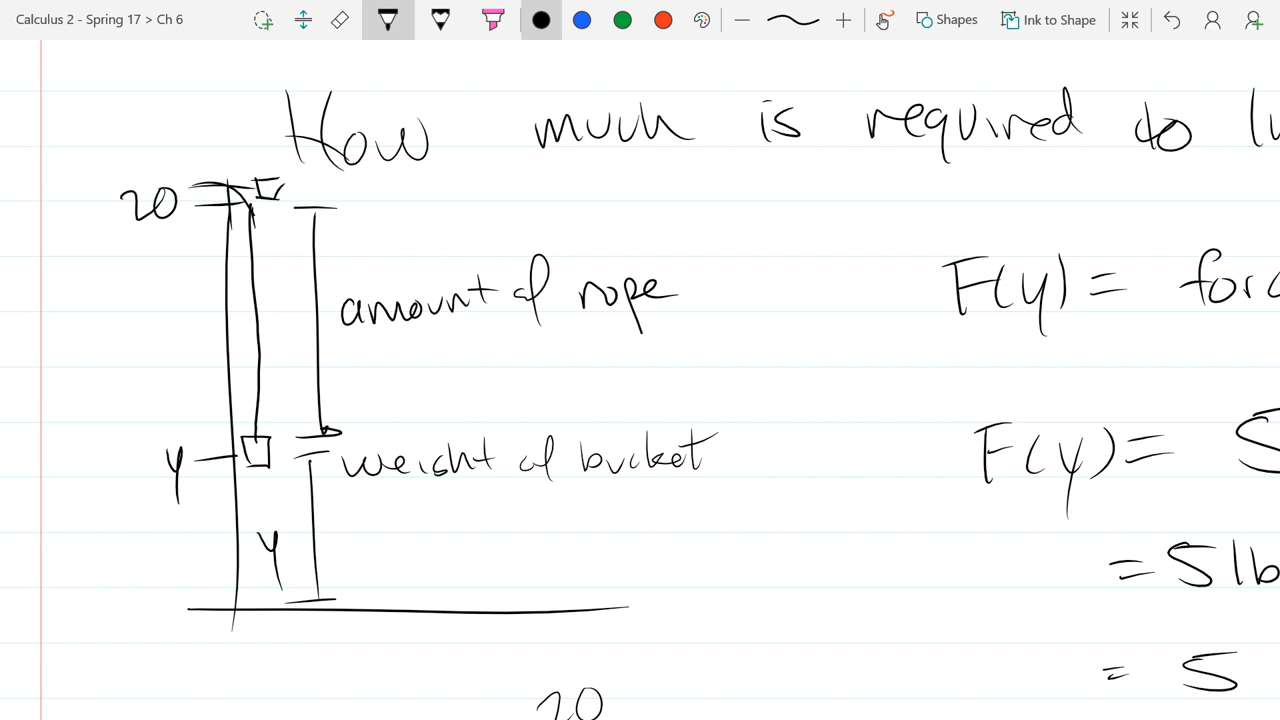 Calculus 2 - Spring 17 > Ch 6
Shapes
Ink to Shape
How much is required to
20
amount of rope
F(y) =
y
weight of bucket
F(y) = 5
y
= 5 lb
= 5
20